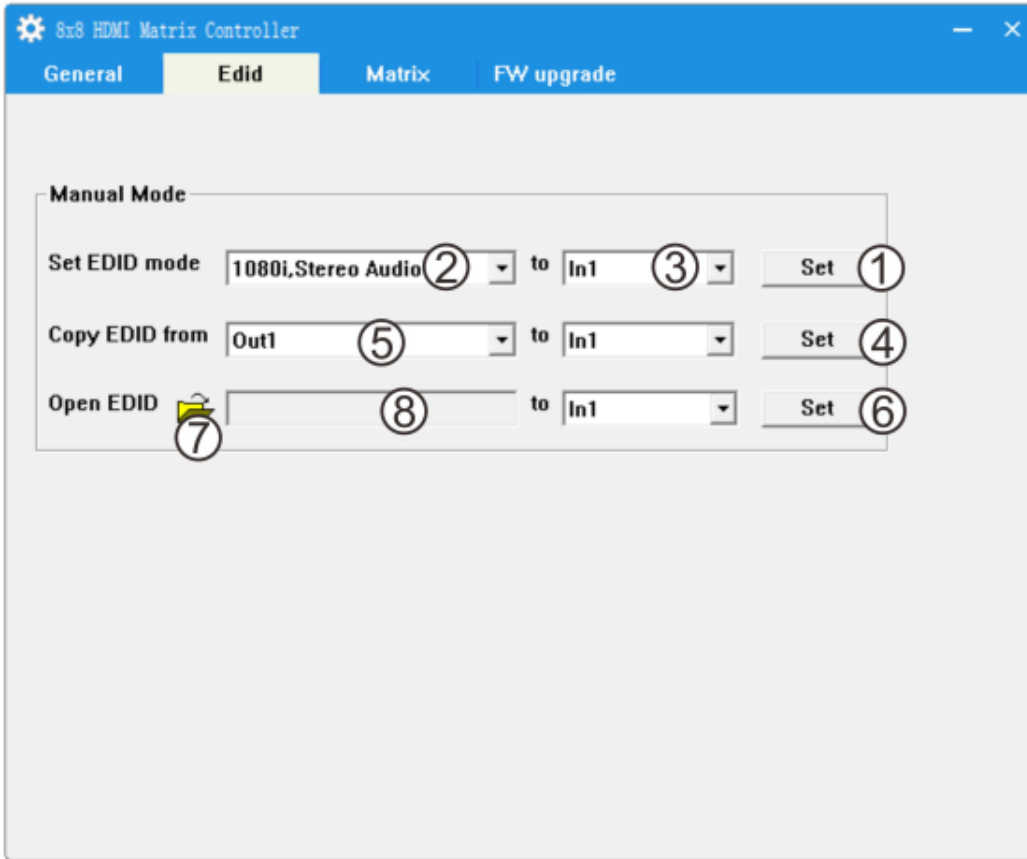 8x8 HDMI Matrix Controller
General Edid Matrix FW upgrade
Manual Mode
Set EDID mode 1080i,Stereo Audio ② to In1 ③ Set ①
Copy EDID from Out1 ⑤ to In1 Set ④
Open EDID ⑦ ⑧ to In1 Set ⑥